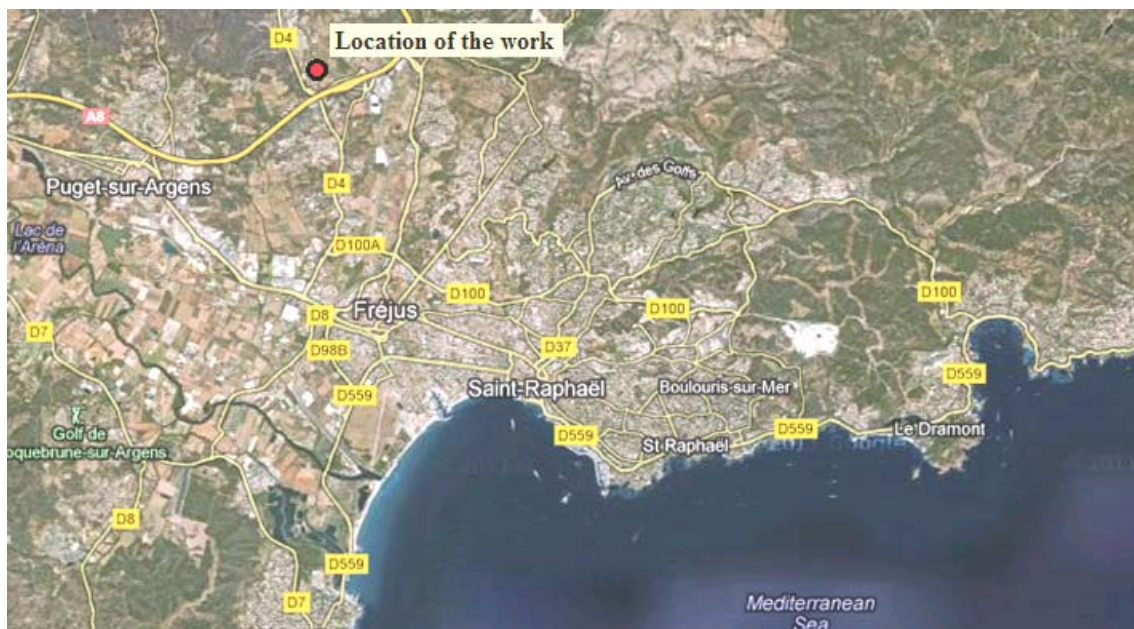 D4
Location of the work
A8
Puget-sur-Argens
D4
Av. des Golfs
Lac de
l'Aréna
D100A
D100
D100
D100
D8
Fréjus
D7
D98B
D37
Saint-Raphaël
Boulouris-sur-Mer
D559
D559
Golf de
oquebrune-sur-Argens
D559
St Raphaël
D559
Le Dramont
D8
D559
D7
Mediterranean
Sea